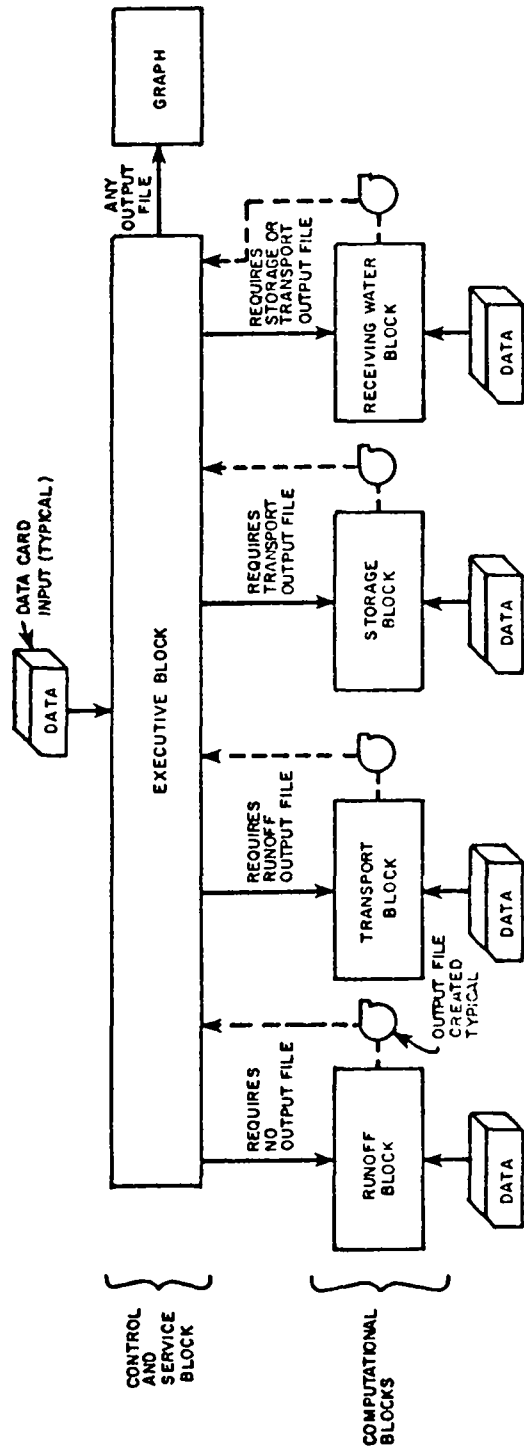 DATA
DATA CARD
INPUT (TYPICAL)
CONTROL
AND
SERVICE
BLOCK
EXECUTIVE BLOCK
ANY
OUTPUT
FILE
GRAPH
REQUIRES
NO
OUTPUT FILE
REQUIRES
RUNOFF
OUTPUT FILE
REQUIRES
TRANSPORT
OUTPUT FILE
REQUIRES
STORAGE OR
TRANSPORT
OUTPUT FILE
COMPUTATIONAL
BLOCKS
RUNOFF
BLOCK
OUTPUT FILE
CREATED
TYPICAL
TRANSPORT
BLOCK
STORAGE
BLOCK
RECEIVING WATER
BLOCK
DATA
DATA
DATA
DATA